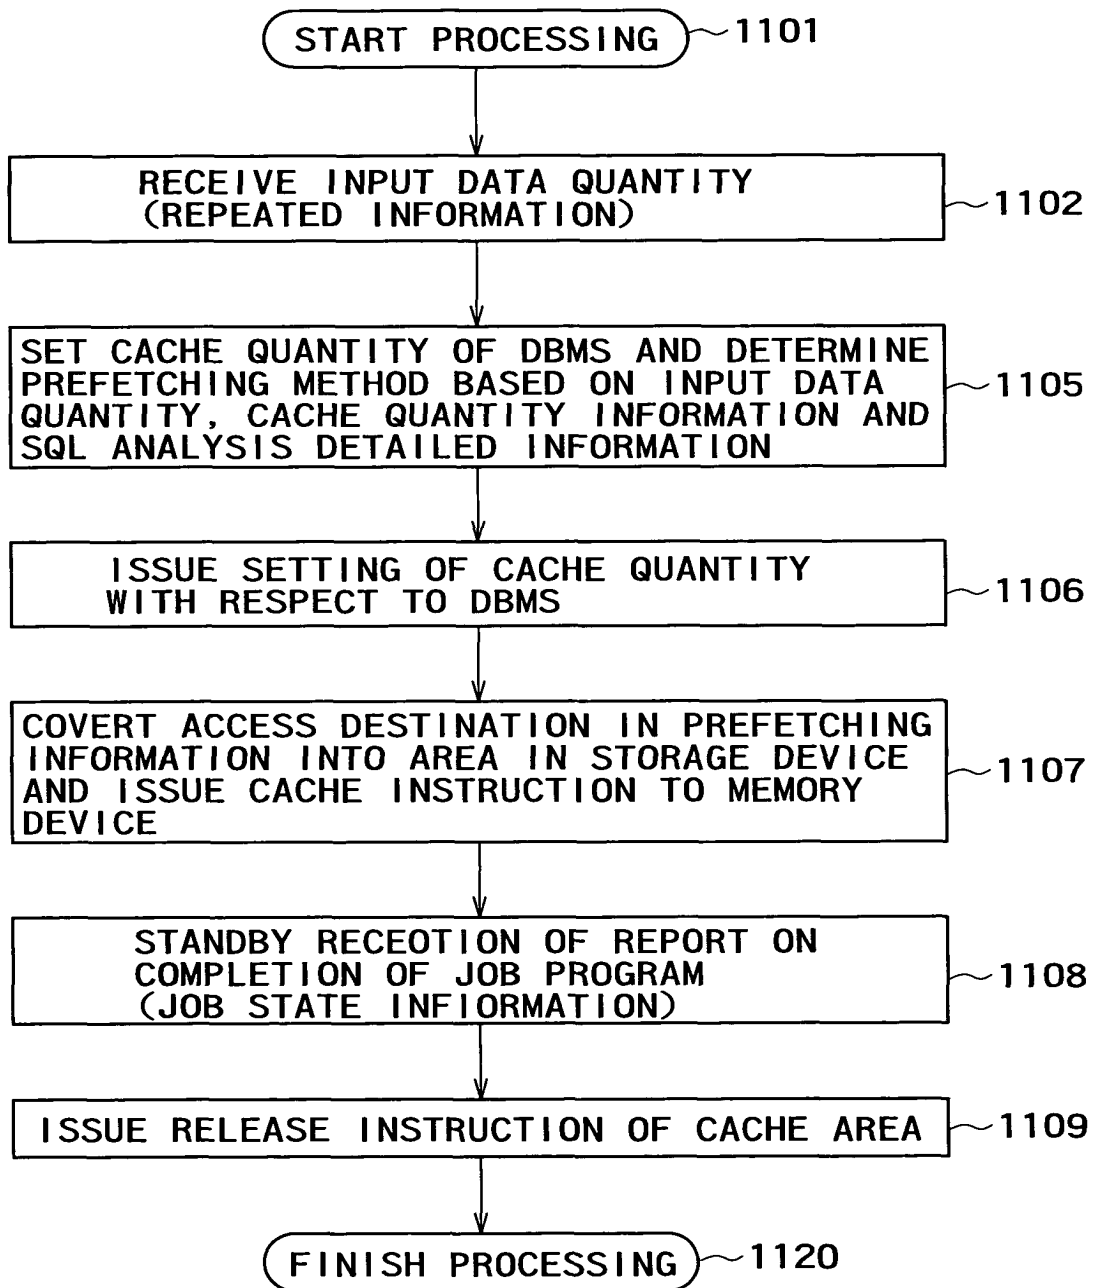 START PROCESSING
1101
RECEIVE INPUT DATA QUANTITY
(REPEATED INFORMATION)
1102
SET CACHE QUANTITY OF DBMS AND DETERMINE
PREFETCHING METHOD BASED ON INPUT DATA
QUANTITY, CACHE QUANTITY INFORMATION AND
SQL ANALYSIS DETAILED INFORMATION
1105
ISSUE SETTING OF CACHE QUANTITY
WITH RESPECT TO DBMS
1106
COVERT ACCESS DESTINATION IN PREFETCHING
INFORMATION INTO AREA IN STORAGE DEVICE
AND ISSUE CACHE INSTRUCTION TO MEMORY
DEVICE
1107
STANDBY RECEOTION OF REPORT ON
COMPLETION OF JOB PROGRAM
(JOB STATE INFIORMATION)
1108
ISSUE RELEASE INSTRUCTION OF CACHE AREA
1109
FINISH PROCESSING
1120